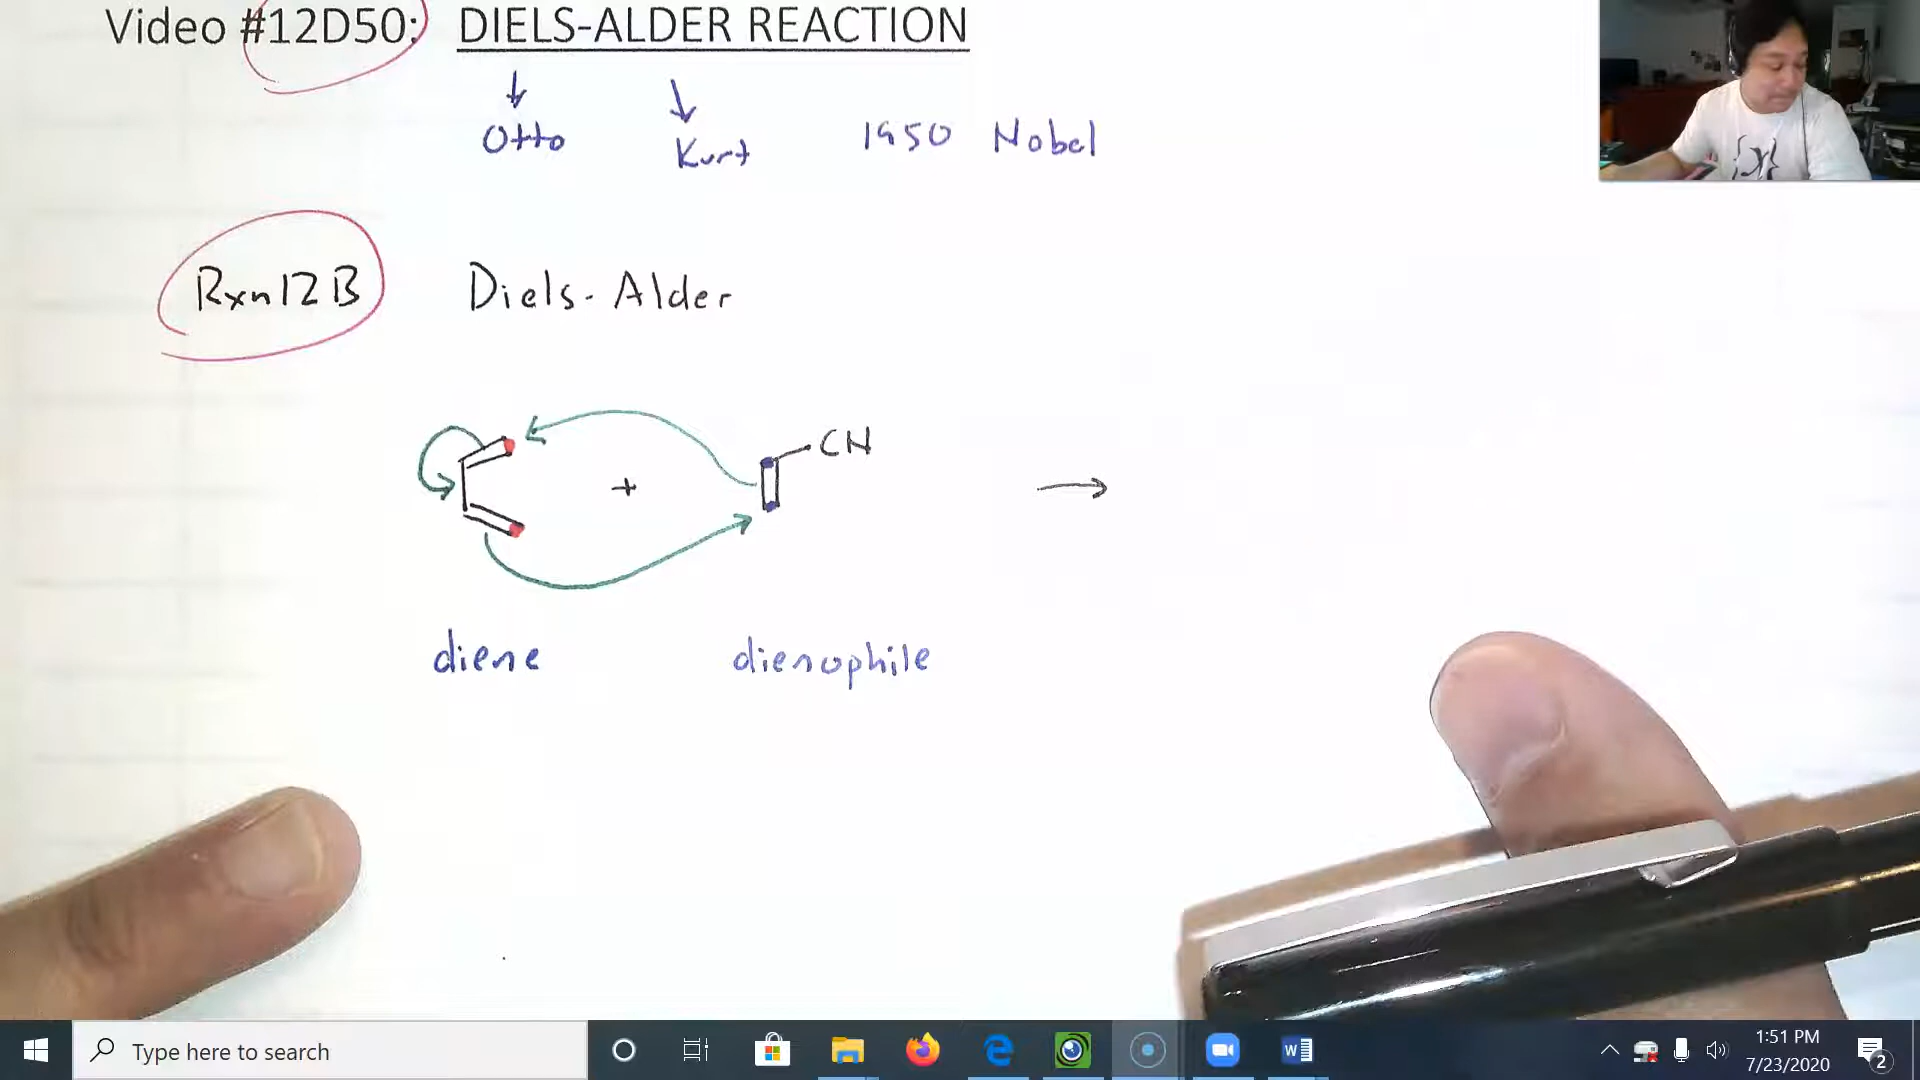 Video #12D50: DIELS-ALDER REACTION
Otto Kurt 1950 Nobel
Rxn12B Diels-Alder
+ CN
diene dienophile
Type here to search
1:51 PM
7/23/2020
2